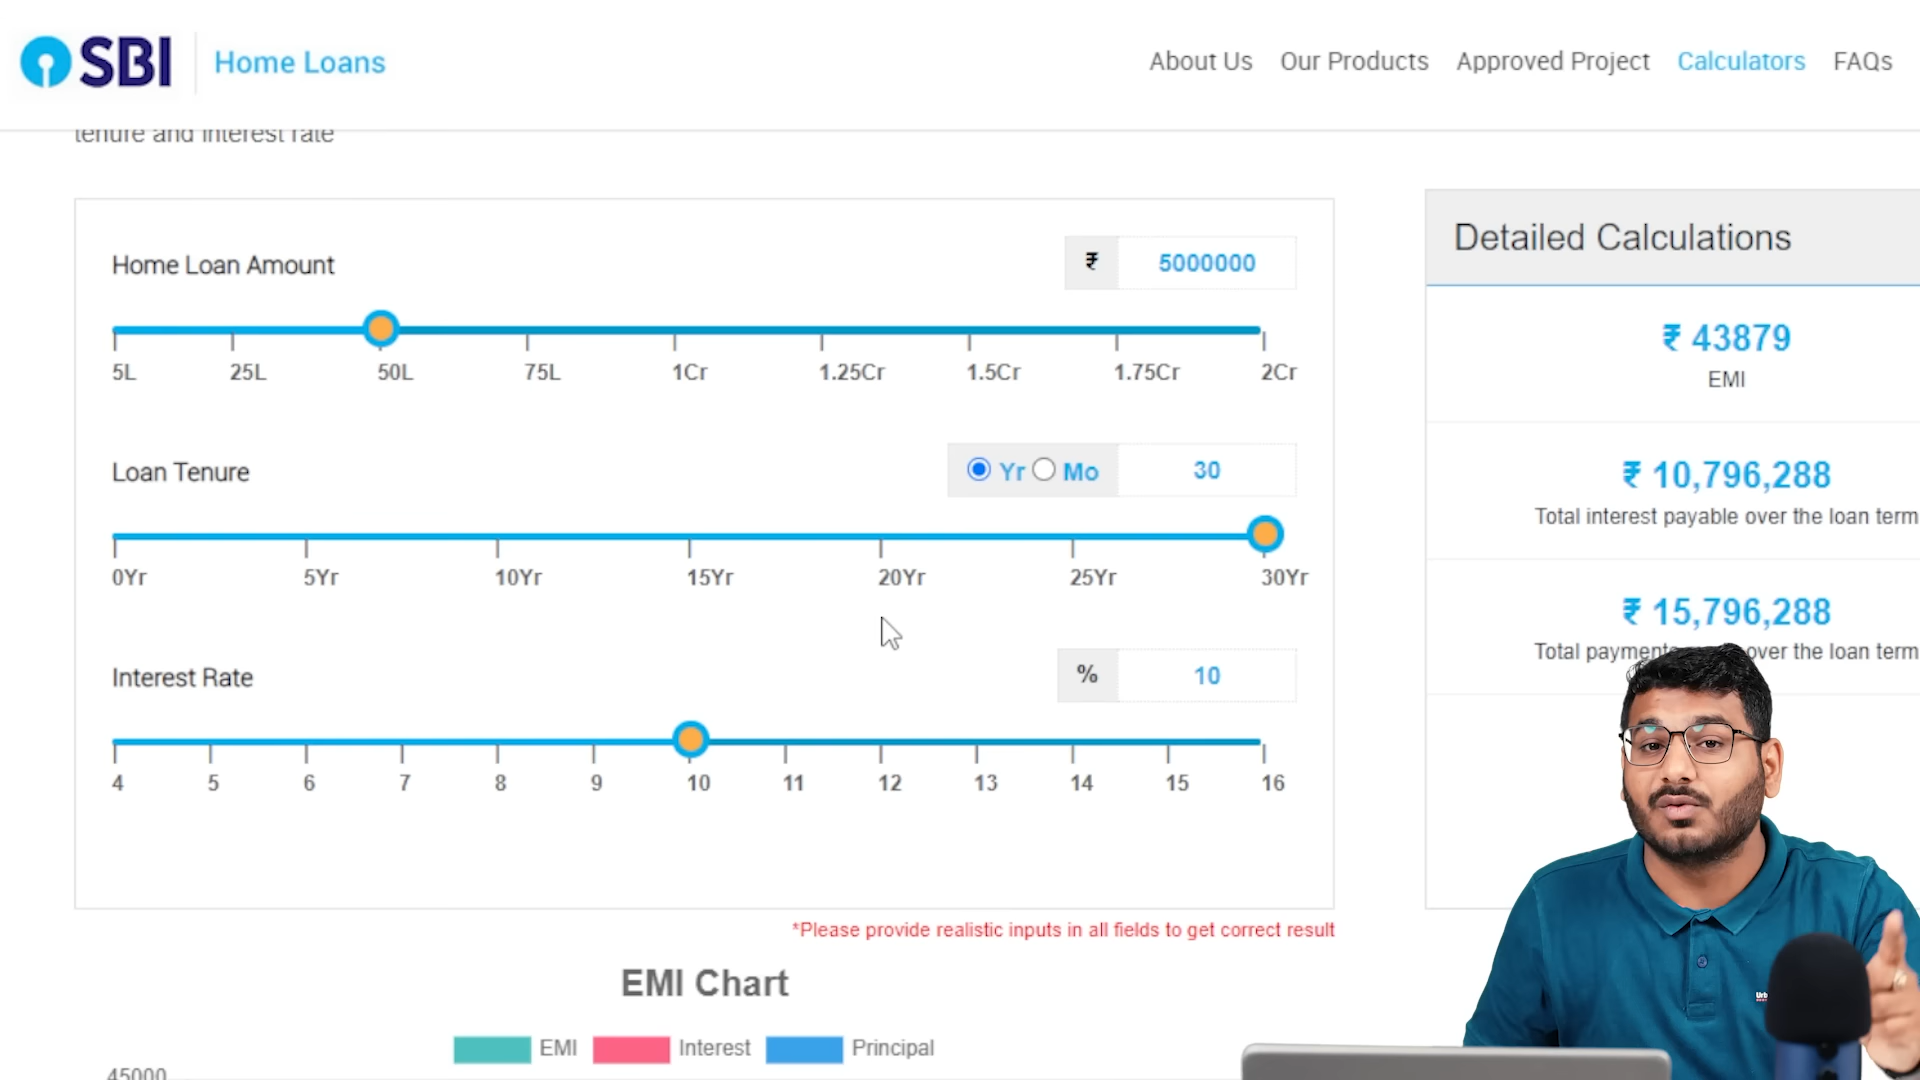 SBI Home Loans
About Us Our Products Approved Project Calculators FAQs
tenure and interest rate
Home Loan Amount ₹ 5000000
5L 25L 50L 75L 1Cr 1.25Cr 1.5Cr 1.75Cr 2Cr
Loan Tenure Yr Mo 30
0Yr 5Yr 10Yr 15Yr 20Yr 25Yr 30Yr
Interest Rate % 10
4 5 6 7 8 9 10 11 12 13 14 15 16
*Please provide realistic inputs in all fields to get correct result
Detailed Calculations
₹ 43879
EMI
₹ 10,796,288
Total interest payable over the loan term
₹ 15,796,288
Total payments over the loan term
EMI Chart
EMI Interest Principal
45000